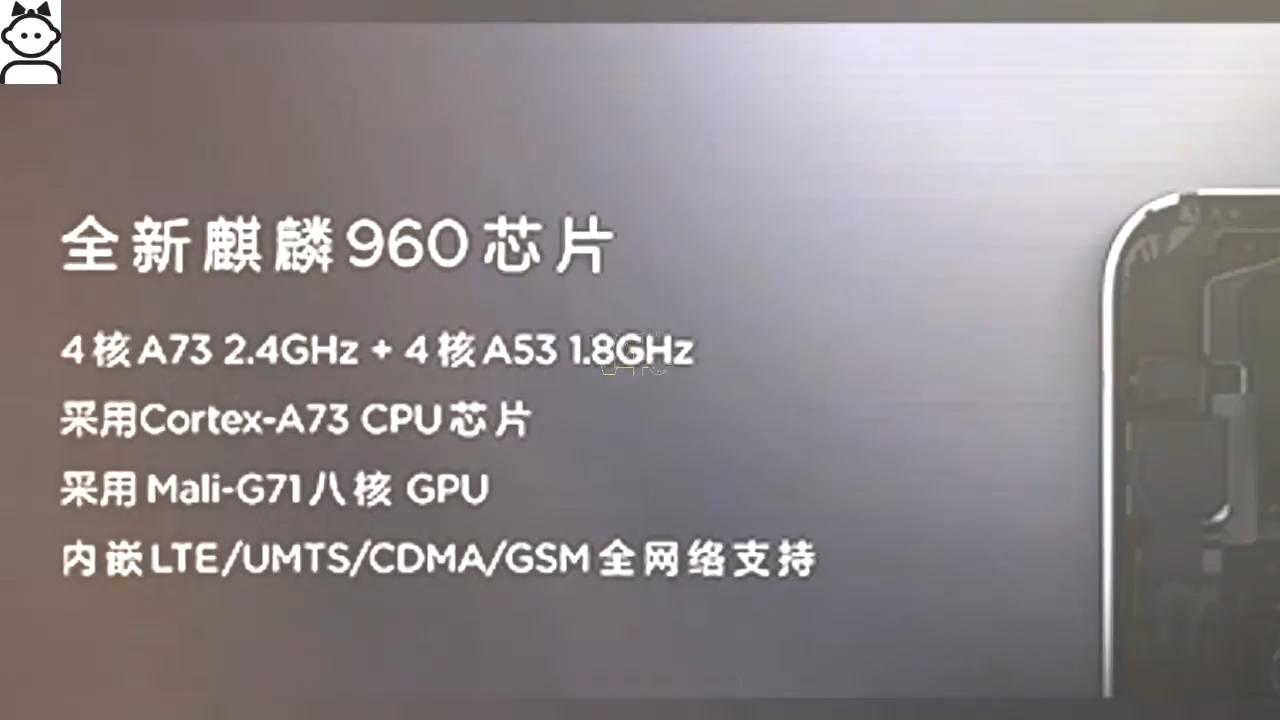 全新麒麟960芯片
4核A73 2.4GHz + 4核A53 1.8GHz
采用Cortex-A73 CPU芯片
采用 Mali-G71八核 GPU
内嵌LTE/UMTS/CDMA/GSM全网络支持